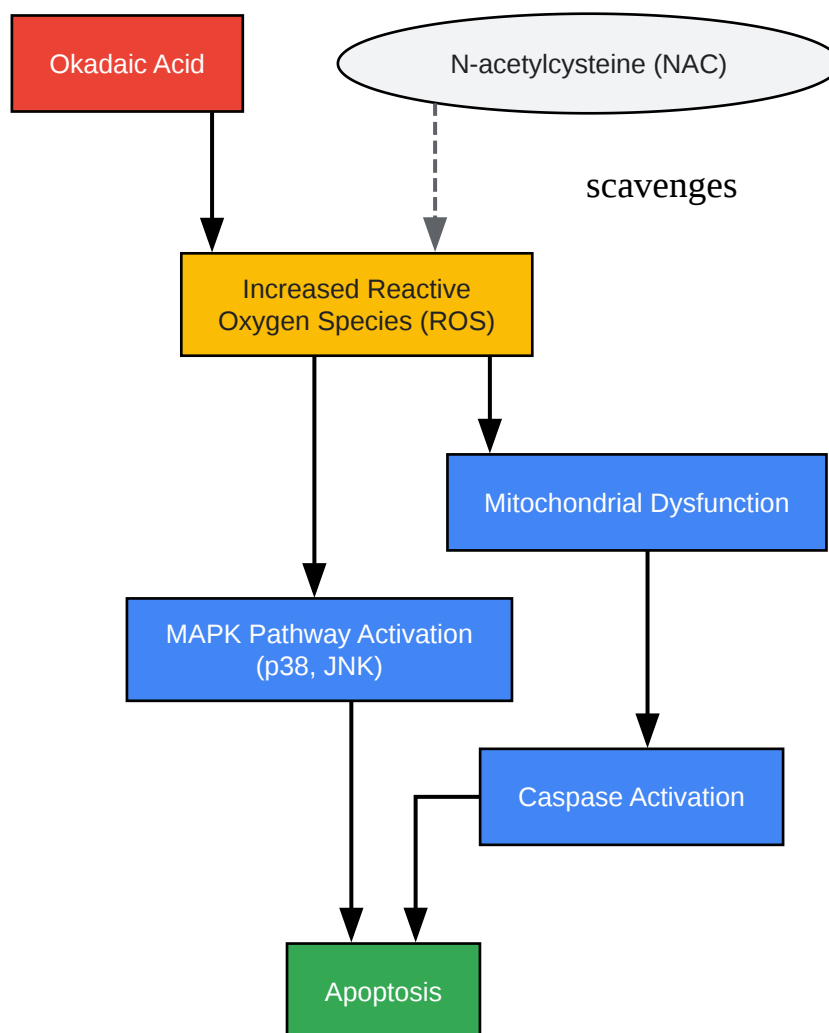 Okadaic Acid
N-acetylcysteine (NAC)
scavenges
Increased Reactive
Oxygen Species (ROS)
Mitochondrial Dysfunction
MAPK Pathway Activation
(p38, JNK)
Caspase Activation
Apoptosis